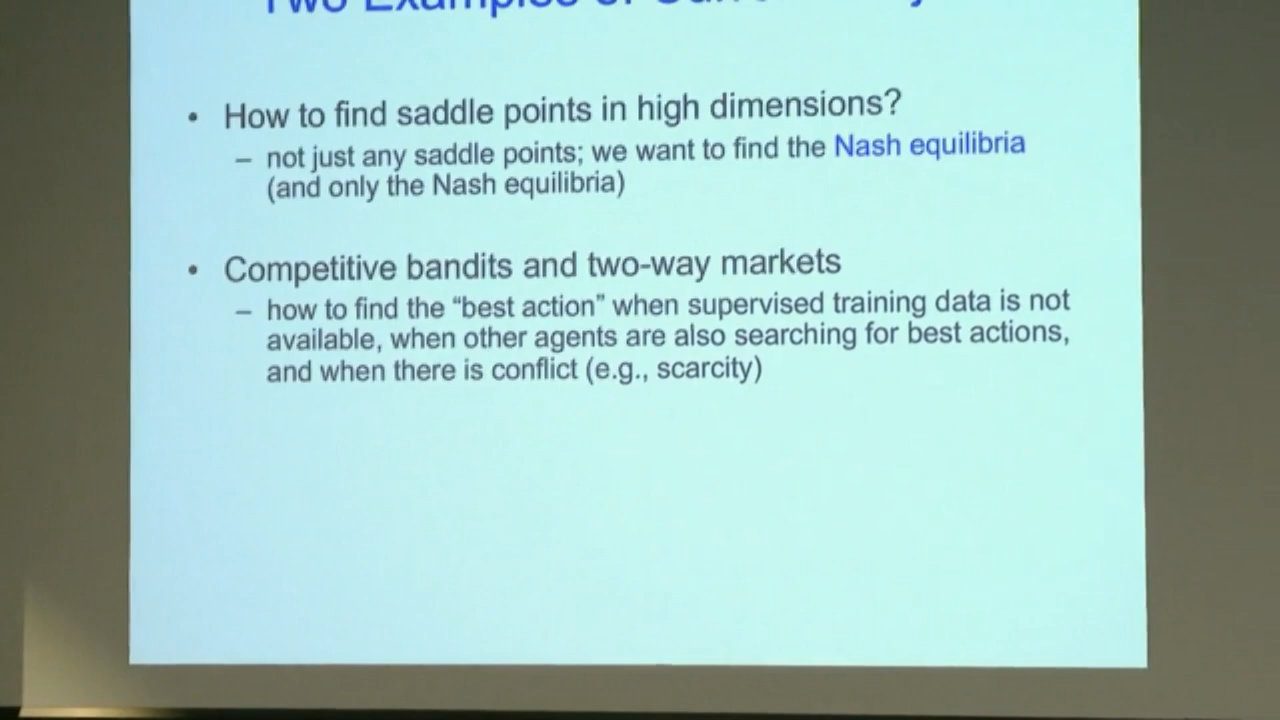 Two Examples of
• How to find saddle points in high dimensions?
– not just any saddle points; we want to find the Nash equilibria
(and only the Nash equilibria)
• Competitive bandits and two-way markets
– how to find the “best action” when supervised training data is not
available, when other agents are also searching for best actions,
and when there is conflict (e.g., scarcity)